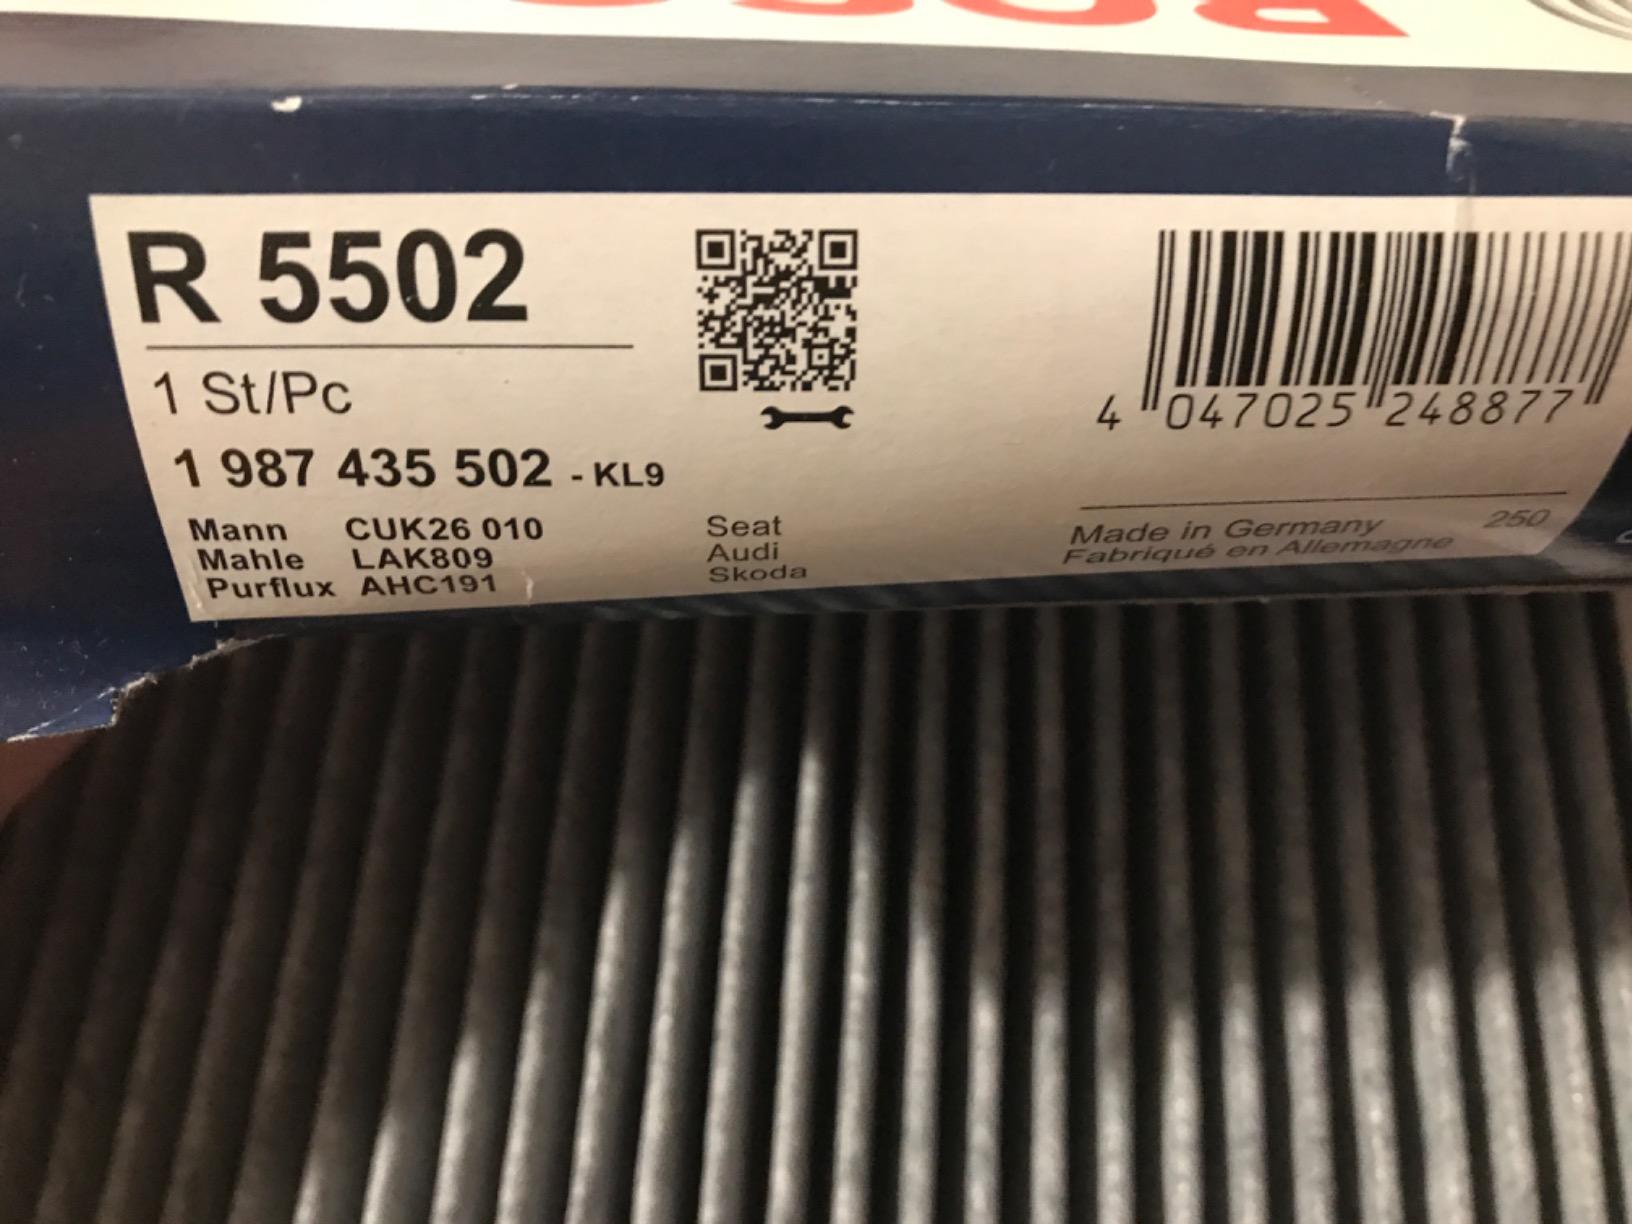 R 5502
1 St/Pc
1 987 435 502 - KL9
Mann CUK26 010
Mahle LAK809
Purflux AHC191
Seat
Audi
Skoda
4 047025 248877
Made in Germany 250
Fabriqué en Allemagne